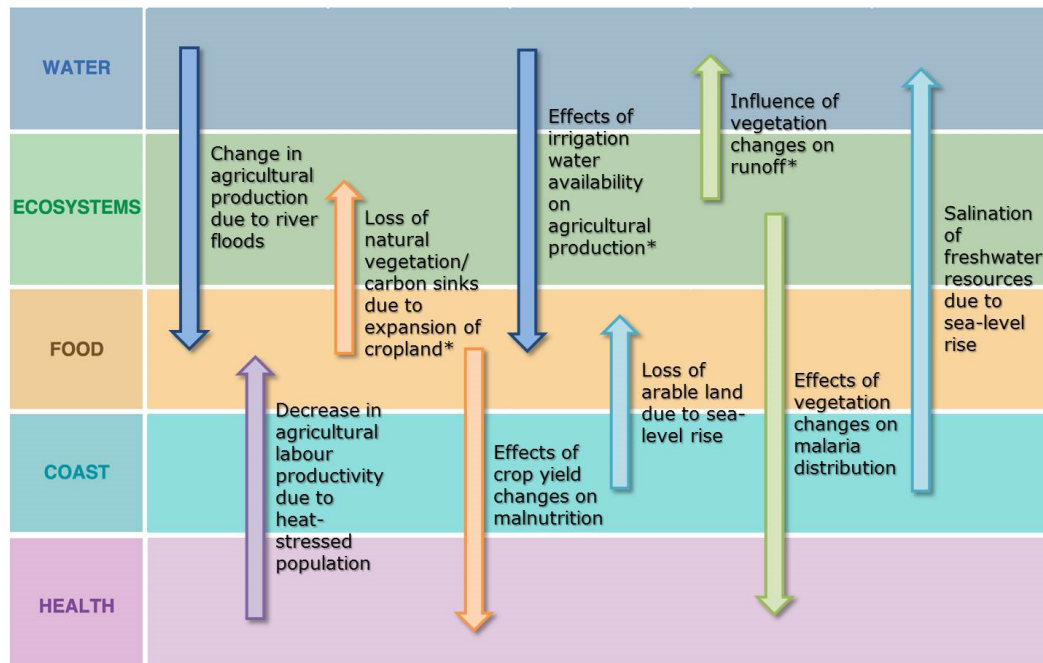 WATER
ECOSYSTEMS
FOOD
COAST
HEALTH
Change in
agricultural
production
due to river
floods
Decrease in
agricultural
labour
productivity
due to
heat-
stressed
population
Loss of
natural
vegetation/
carbon sinks
due to
expansion of
cropland*
Effects of
crop yield
changes on
malnutrition
Effects of
irrigation
water
availability
on
agricultural
production*
Loss of
arable land
due to sea-
level rise
Influence of
vegetation
changes on
runoff*
Effects of
vegetation
changes on
malaria
distribution
Salination of
freshwater
resources
due to
sea-level
rise